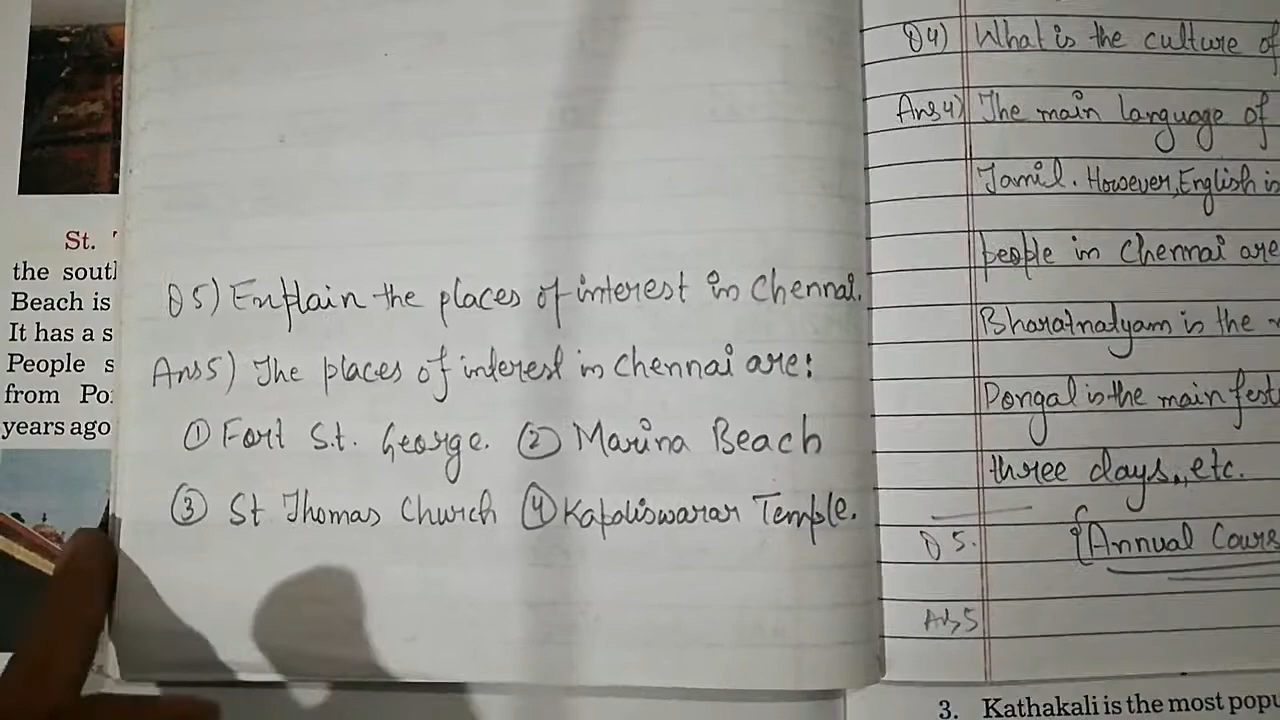 St.
the south
Beach is
It has a s
People s
from Po
years ago
Q5) Explain the places of interest in Chennai.
Ans5) The places of interest in Chennai are:
① Fort St. George. ② Marina Beach
③ St Thomas Church ④ Kapaliswarar Temple.
Q4) What is the culture of
Ans4) The main language of
Tamil. However, English is
people in Chennai are
Bharatnatyam is the
Pongal is the main fest
three days., etc.
Q5. {Annual Cours
Ans5
3. Kathakali is the most popu